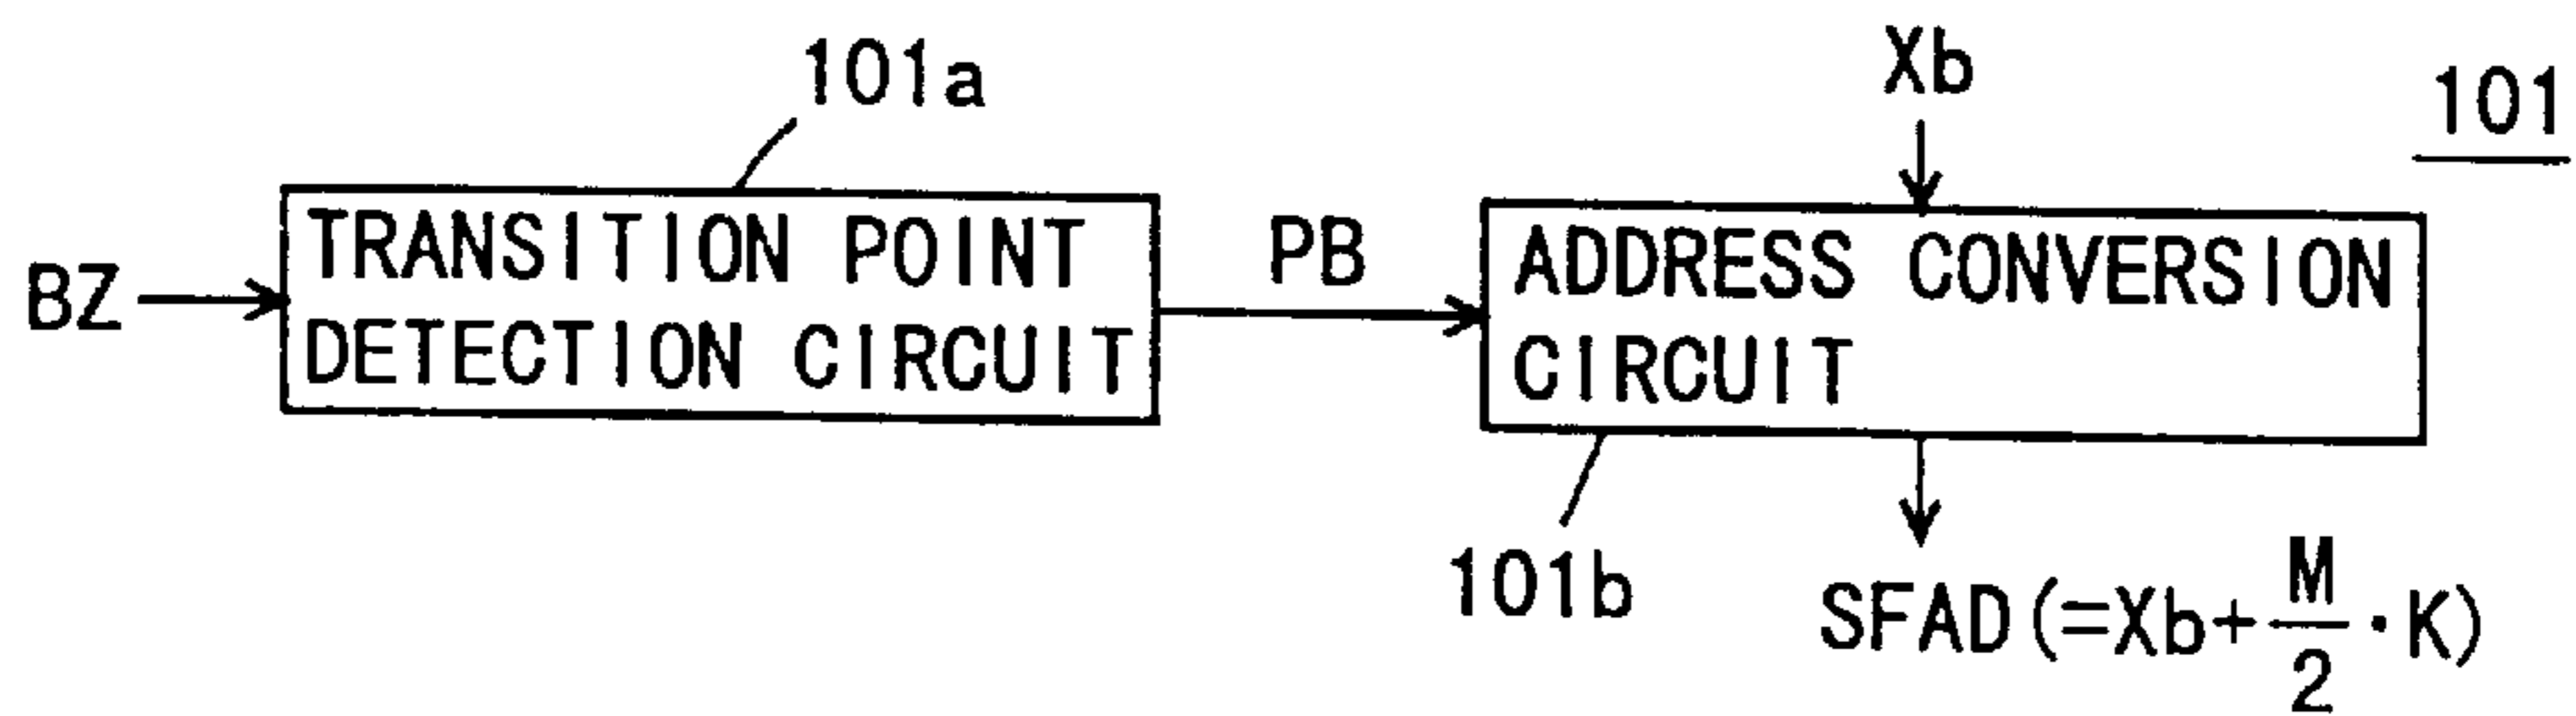 101a
Xb
101
BZ
TRANSITION POINT
DETECTION CIRCUIT
PB
ADDRESS CONVERSION
CIRCUIT
101b
SFAD(=Xb+M/2·K)